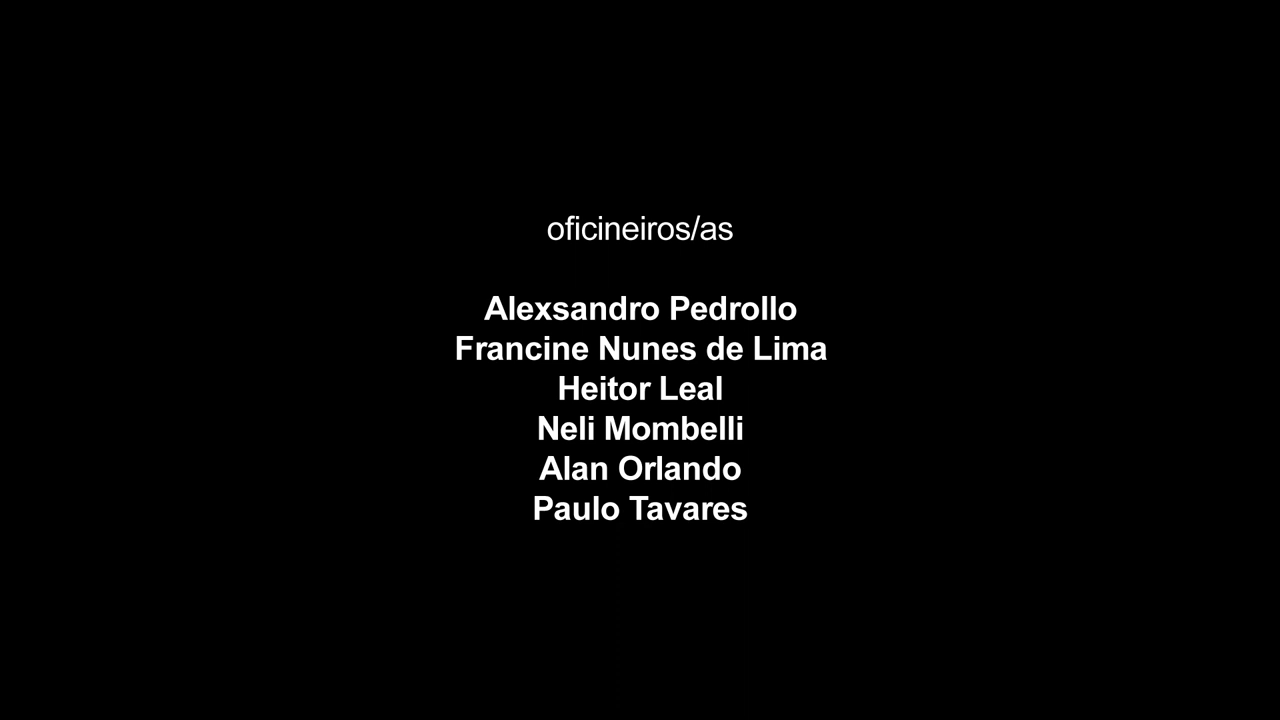 oficineiros/as
Alexsandro Pedrollo
Francine Nunes de Lima
Heitor Leal
Neli Mombelli
Alan Orlando
Paulo Tavares